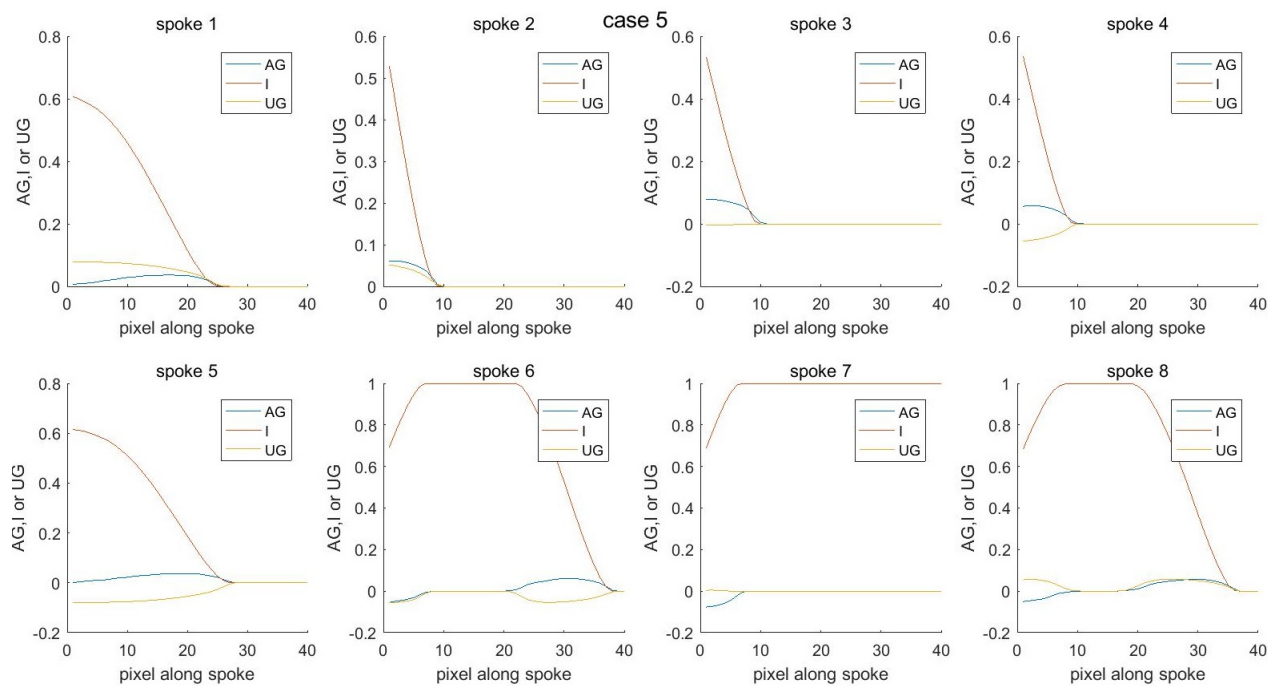 case 5
spoke 1
AG,I or UG
0.8
0.6
0.4
0.2
0
AG
I
UG
0 10 20 30 40
pixel along spoke
spoke 2
AG,I or UG
0.6
0.5
0.4
0.3
0.2
0.1
0
AG
I
UG
0 10 20 30 40
pixel along spoke
spoke 3
AG,I or UG
0.6
0.4
0.2
0
-0.2
AG
I
UG
0 10 20 30 40
pixel along spoke
spoke 4
AG,I or UG
0.6
0.4
0.2
0
-0.2
AG
I
UG
0 10 20 30 40
pixel along spoke
spoke 5
AG,I or UG
0.8
0.6
0.4
0.2
0
-0.2
AG
I
UG
0 10 20 30 40
pixel along spoke
spoke 6
AG,I or UG
1
0.8
0.6
0.4
0.2
0
-0.2
AG
I
UG
0 10 20 30 40
pixel along spoke
spoke 7
AG,I or UG
1
0.8
0.6
0.4
0.2
0
-0.2
AG
I
UG
0 10 20 30 40
pixel along spoke
spoke 8
AG,I or UG
1
0.8
0.6
0.4
0.2
0
-0.2
AG
I
UG
0 10 20 30 40
pixel along spoke